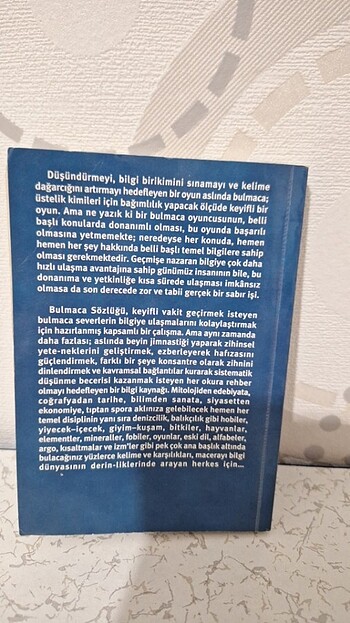 Düşündürmeyi, bilgi birikimini sınamayı ve kelime
dağarcığını artırmayı hedefleyen bir oyun aslında bulmaca;
üstelik kimileri için bağımlılık yapacak ölçüde keyifli bir
oyun. Ama ne yazık ki bir bulmaca oyuncusunun, belli
başlı konularda donanımlı olması, bu oyunda başarılı
olmasına yetmemekte; neredeyse her konuda, hemen
hemen her şey hakkında belli başlı temel bilgilere sahip
olması gerekmektedir. Geçmişe nazaran bilgiye çok daha
hızlı ulaşma avantajına sahip günümüz insanının bile, bu
donanıma ve yetkinliğe kısa sürede ulaşması imkânsız
olmasa da son derecede zor ve tabii gerçek bir sabır işi.
Bulmaca Sözlüğü, keyifli vakit geçirmek isteyen
bulmaca severlerin bilgiye ulaşmalarını kolaylaştırmak
için hazırlanmış kapsamlı bir çalışma. Ama aynı zamanda
daha fazlası; aslında beyin jimnastiği yaparak zihinsel
yete-neklerini geliştirmek, ezberleyerek hafızasını
güçlendirmek, farklı bir şeye konsantre olarak zihnini
dinlendirmek ve kavramsal bağlantılar kurarak sistematik
düşünme becerisi kazanmak isteyen her okura rehber
olmayı hedefleyen bir bilgi kaynağı. Mitolojiden edebiyata,
coğrafyadan tarihe, bilimden sanata, siyasetten
ekonomiye, tıptan spora aklınıza gelebilecek hemen her
temel disiplinin yanı sıra denizcilik, balıkçılık gibi hobiler,
yiyecek-içecek, giyim-kuşam, bitkiler, hayvanlar,
elementler, mineraller, fobiler, oyunlar, eski dil, alfabeler,
argo, kısaltmalar ve izm'ler gibi pek çok ana başlık altında
bulacağınız yüzlerce kelime ve karşılıkları, macerayı bilgi
dünyasının derin-liklerinde arayan herkes için...